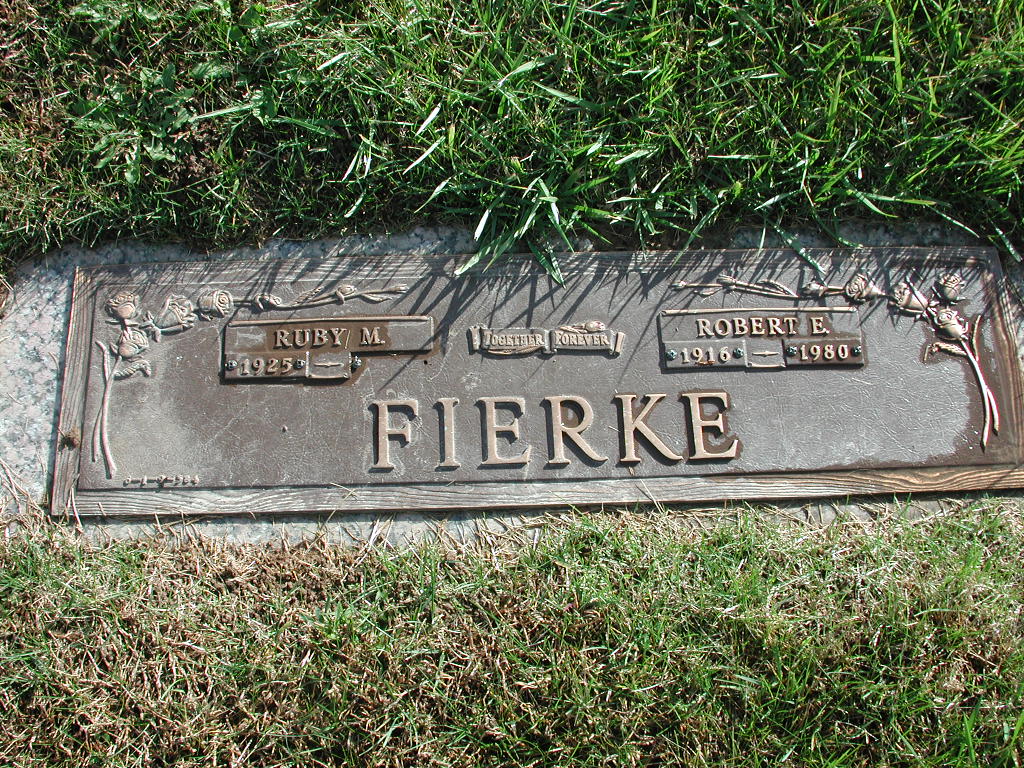 RUBY M.
1925
TOGETHER FOREVER
ROBERT E.
1916 - 1980
FIERKE